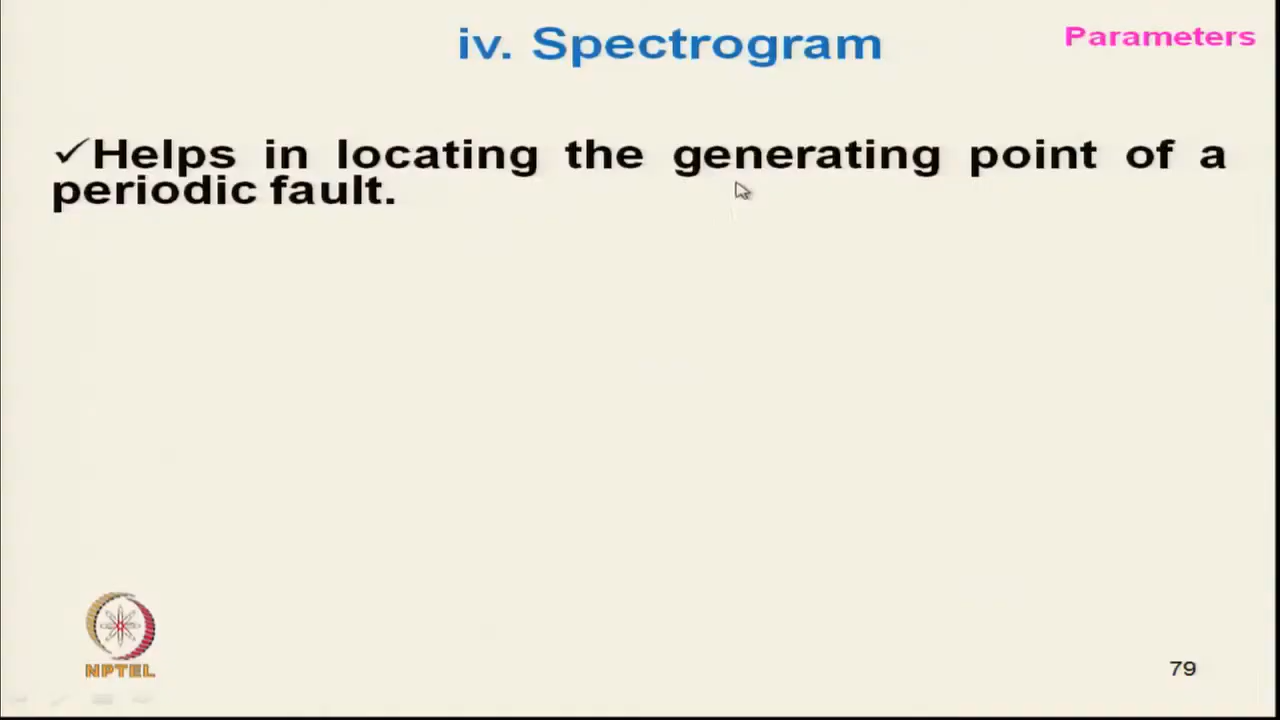 iv. Spectrogram
Parameters
✓Helps in locating the generating point of a
periodic fault.
NPTEL
79